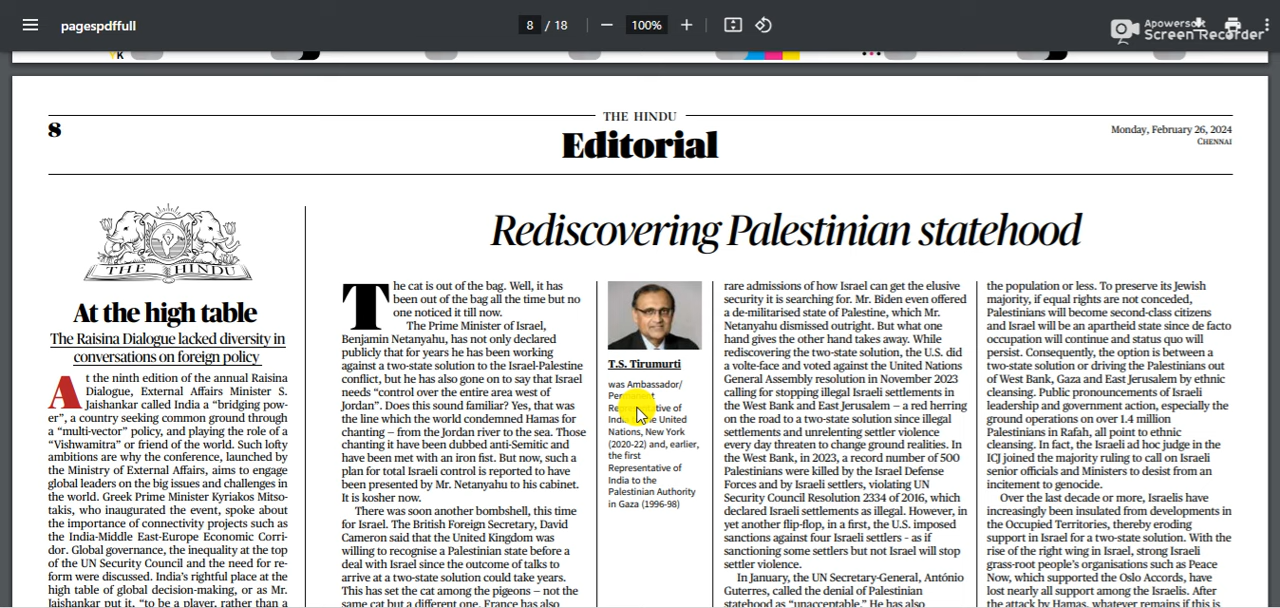 pagespdffull
8 / 18
100%
Apowersoft
Screen Recorder
K
THE HINDU
8
Editorial
Monday, February 26, 2024
CHENNAI
THE HINDU
At the high table
The Raisina Dialogue lacked diversity in
conversations on foreign policy
At the ninth edition of the annual Raisina
Dialogue, External Affairs Minister S.
Jaishankar called India a “bridging pow-
er”, a country seeking common ground through
a “multi-vector” policy, and playing the role of a
“Vishwamitra” or friend of the world. Such lofty
ambitions are why the conference, launched by
the Ministry of External Affairs, aims to engage
global leaders on the big issues and challenges in
the world. Greek Prime Minister Kyriakos Mitso-
takis, who inaugurated the event, spoke about
the importance of connectivity projects such as
the India-Middle East-Europe Economic Corri-
dor. Global governance, the inequality at the top
of the UN Security Council and the need for re-
form were discussed. India’s rightful place at the
high table of global decision-making, or as Mr.
Jaishankar put it, “to be a player, rather than a
Rediscovering Palestinian statehood
The cat is out of the bag. Well, it has
been out of the bag all the time but no
one noticed it till now.
The Prime Minister of Israel,
Benjamin Netanyahu, has not only declared
publicly that for years he has been working
against a two-state solution to the Israel-Palestine
conflict, but he has also gone on to say that Israel
needs “control over the entire area west of
Jordan”. Does this sound familiar? Yes, that was
the line which the world condemned Hamas for
chanting — from the Jordan river to the sea. Those
chanting it have been dubbed anti-Semitic and
have been met with an iron fist. But now, such a
plan for total Israeli control is reported to have
been presented by Mr. Netanyahu to his cabinet.
It is kosher now.
There was soon another bombshell, this time
for Israel. The British Foreign Secretary, David
Cameron said that the United Kingdom was
willing to recognise a Palestinian state before a
deal with Israel since the outcome of talks to
arrive at a two-state solution could take years.
This has set the cat among the pigeons — not the
same cat but a different one. France has also
T.S. Tirumurti
was Ambassador/
Permanent
Representative of
India to the United
Nations, New York
(2020-22) and, earlier,
the first
Representative of
India to the
Palestinian Authority
in Gaza (1996-98)
rare admissions of how Israel can get the elusive
security it is searching for. Mr. Biden even offered
a de-militarised state of Palestine, which Mr.
Netanyahu dismissed outright. But what one
hand gives the other hand takes away. While
rediscovering the two-state solution, the U.S. did
a volte-face and voted against the United Nations
General Assembly resolution in November 2023
calling for stopping illegal Israeli settlements in
the West Bank and East Jerusalem — a red herring
on the road to a two-state solution since illegal
settlements and unrelenting settler violence
every day threaten to change ground realities. In
the West Bank, in 2023, a record number of 500
Palestinians were killed by the Israel Defense
Forces and by Israeli settlers, violating UN
Security Council Resolution 2334 of 2016, which
declared Israeli settlements as illegal. However, in
yet another flip-flop, in a first, the U.S. imposed
sanctions against four Israeli settlers - as if
sanctioning some settlers but not Israel will stop
settler violence.
In January, the UN Secretary-General, António
Guterres, called the denial of Palestinian
statehood as “unacceptable.” He has also
the population or less. To preserve its Jewish
majority, if equal rights are not conceded,
Palestinians will become second-class citizens
and Israel will be an apartheid state since de facto
occupation will continue and status quo will
persist. Consequently, the option is between a
two-state solution or driving the Palestinians out
of West Bank, Gaza and East Jerusalem by ethnic
cleansing. Public pronouncements of Israeli
leadership and government action, especially the
ground operations on over 1.4 million
Palestinians in Rafah, all point to ethnic
cleansing. In fact, the Israeli ad hoc judge in the
ICJ joined the majority ruling to call on Israeli
senior officials and Ministers to desist from an
incitement to genocide.
Over the last decade or more, Israelis have
increasingly been insulated from developments in
the Occupied Territories, thereby eroding
support in Israel for a two-state solution. With the
rise of the right wing in Israel, strong Israeli
grass-root people’s organisations such as Peace
Now, which supported the Oslo Accords, have
lost nearly all support among the Israelis. After
the attack by Hamas, whatever remains if this is